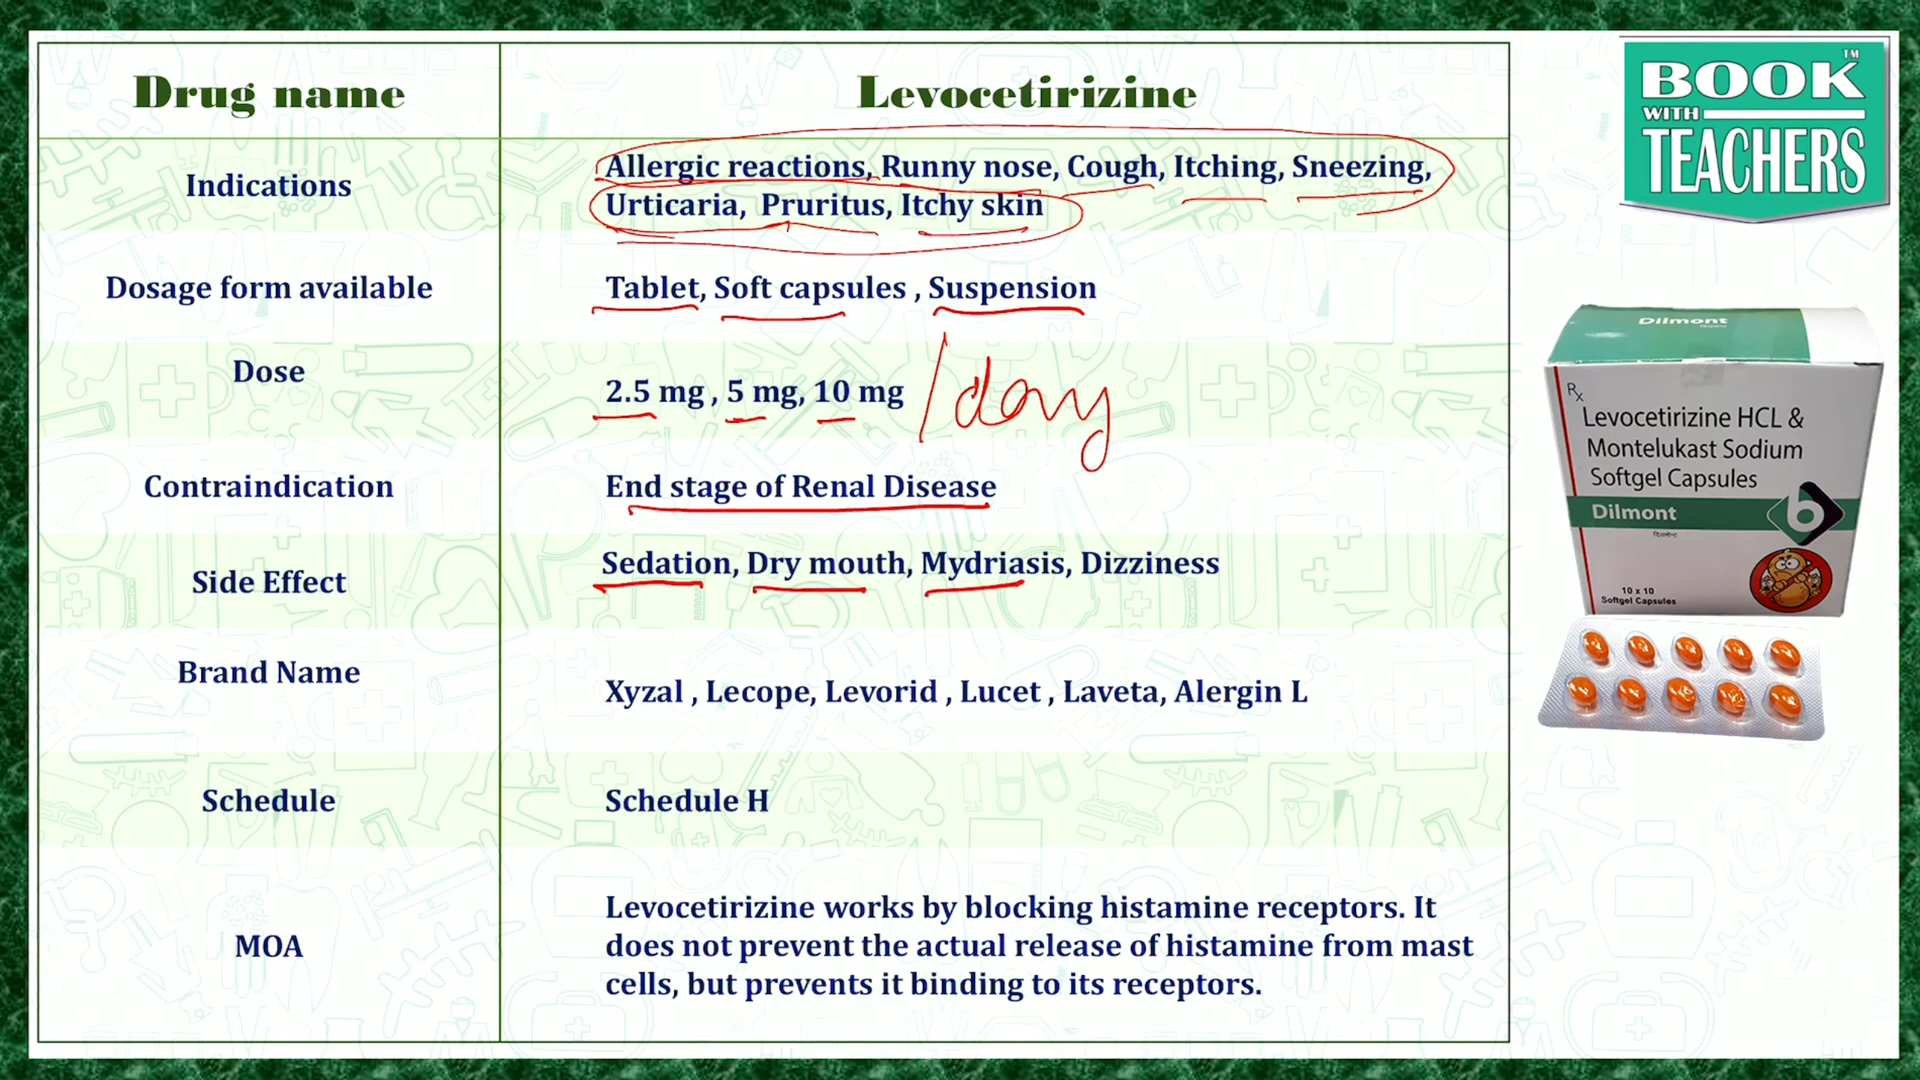 Drug name
Levocetirizine
Indications
Allergic reactions, Runny nose, Cough, Itching, Sneezing,
Urticaria, Pruritus, Itchy skin
Dosage form available
Tablet, Soft capsules , Suspension
Dose
2.5 mg , 5 mg, 10 mg /day
Contraindication
End stage of Renal Disease
Side Effect
Sedation, Dry mouth, Mydriasis, Dizziness
Brand Name
Xyzal , Lecope, Levorid , Lucet , Laveta, Alergin L
Schedule
Schedule H
MOA
Levocetirizine works by blocking histamine receptors. It
does not prevent the actual release of histamine from mast
cells, but prevents it binding to its receptors.
BOOK™
WITH
TEACHERS
Dilmont
Rx
Levocetirizine HCL &
Montelukast Sodium
Softgel Capsules
Dilmont
b
10 x 10
Softgel Capsules